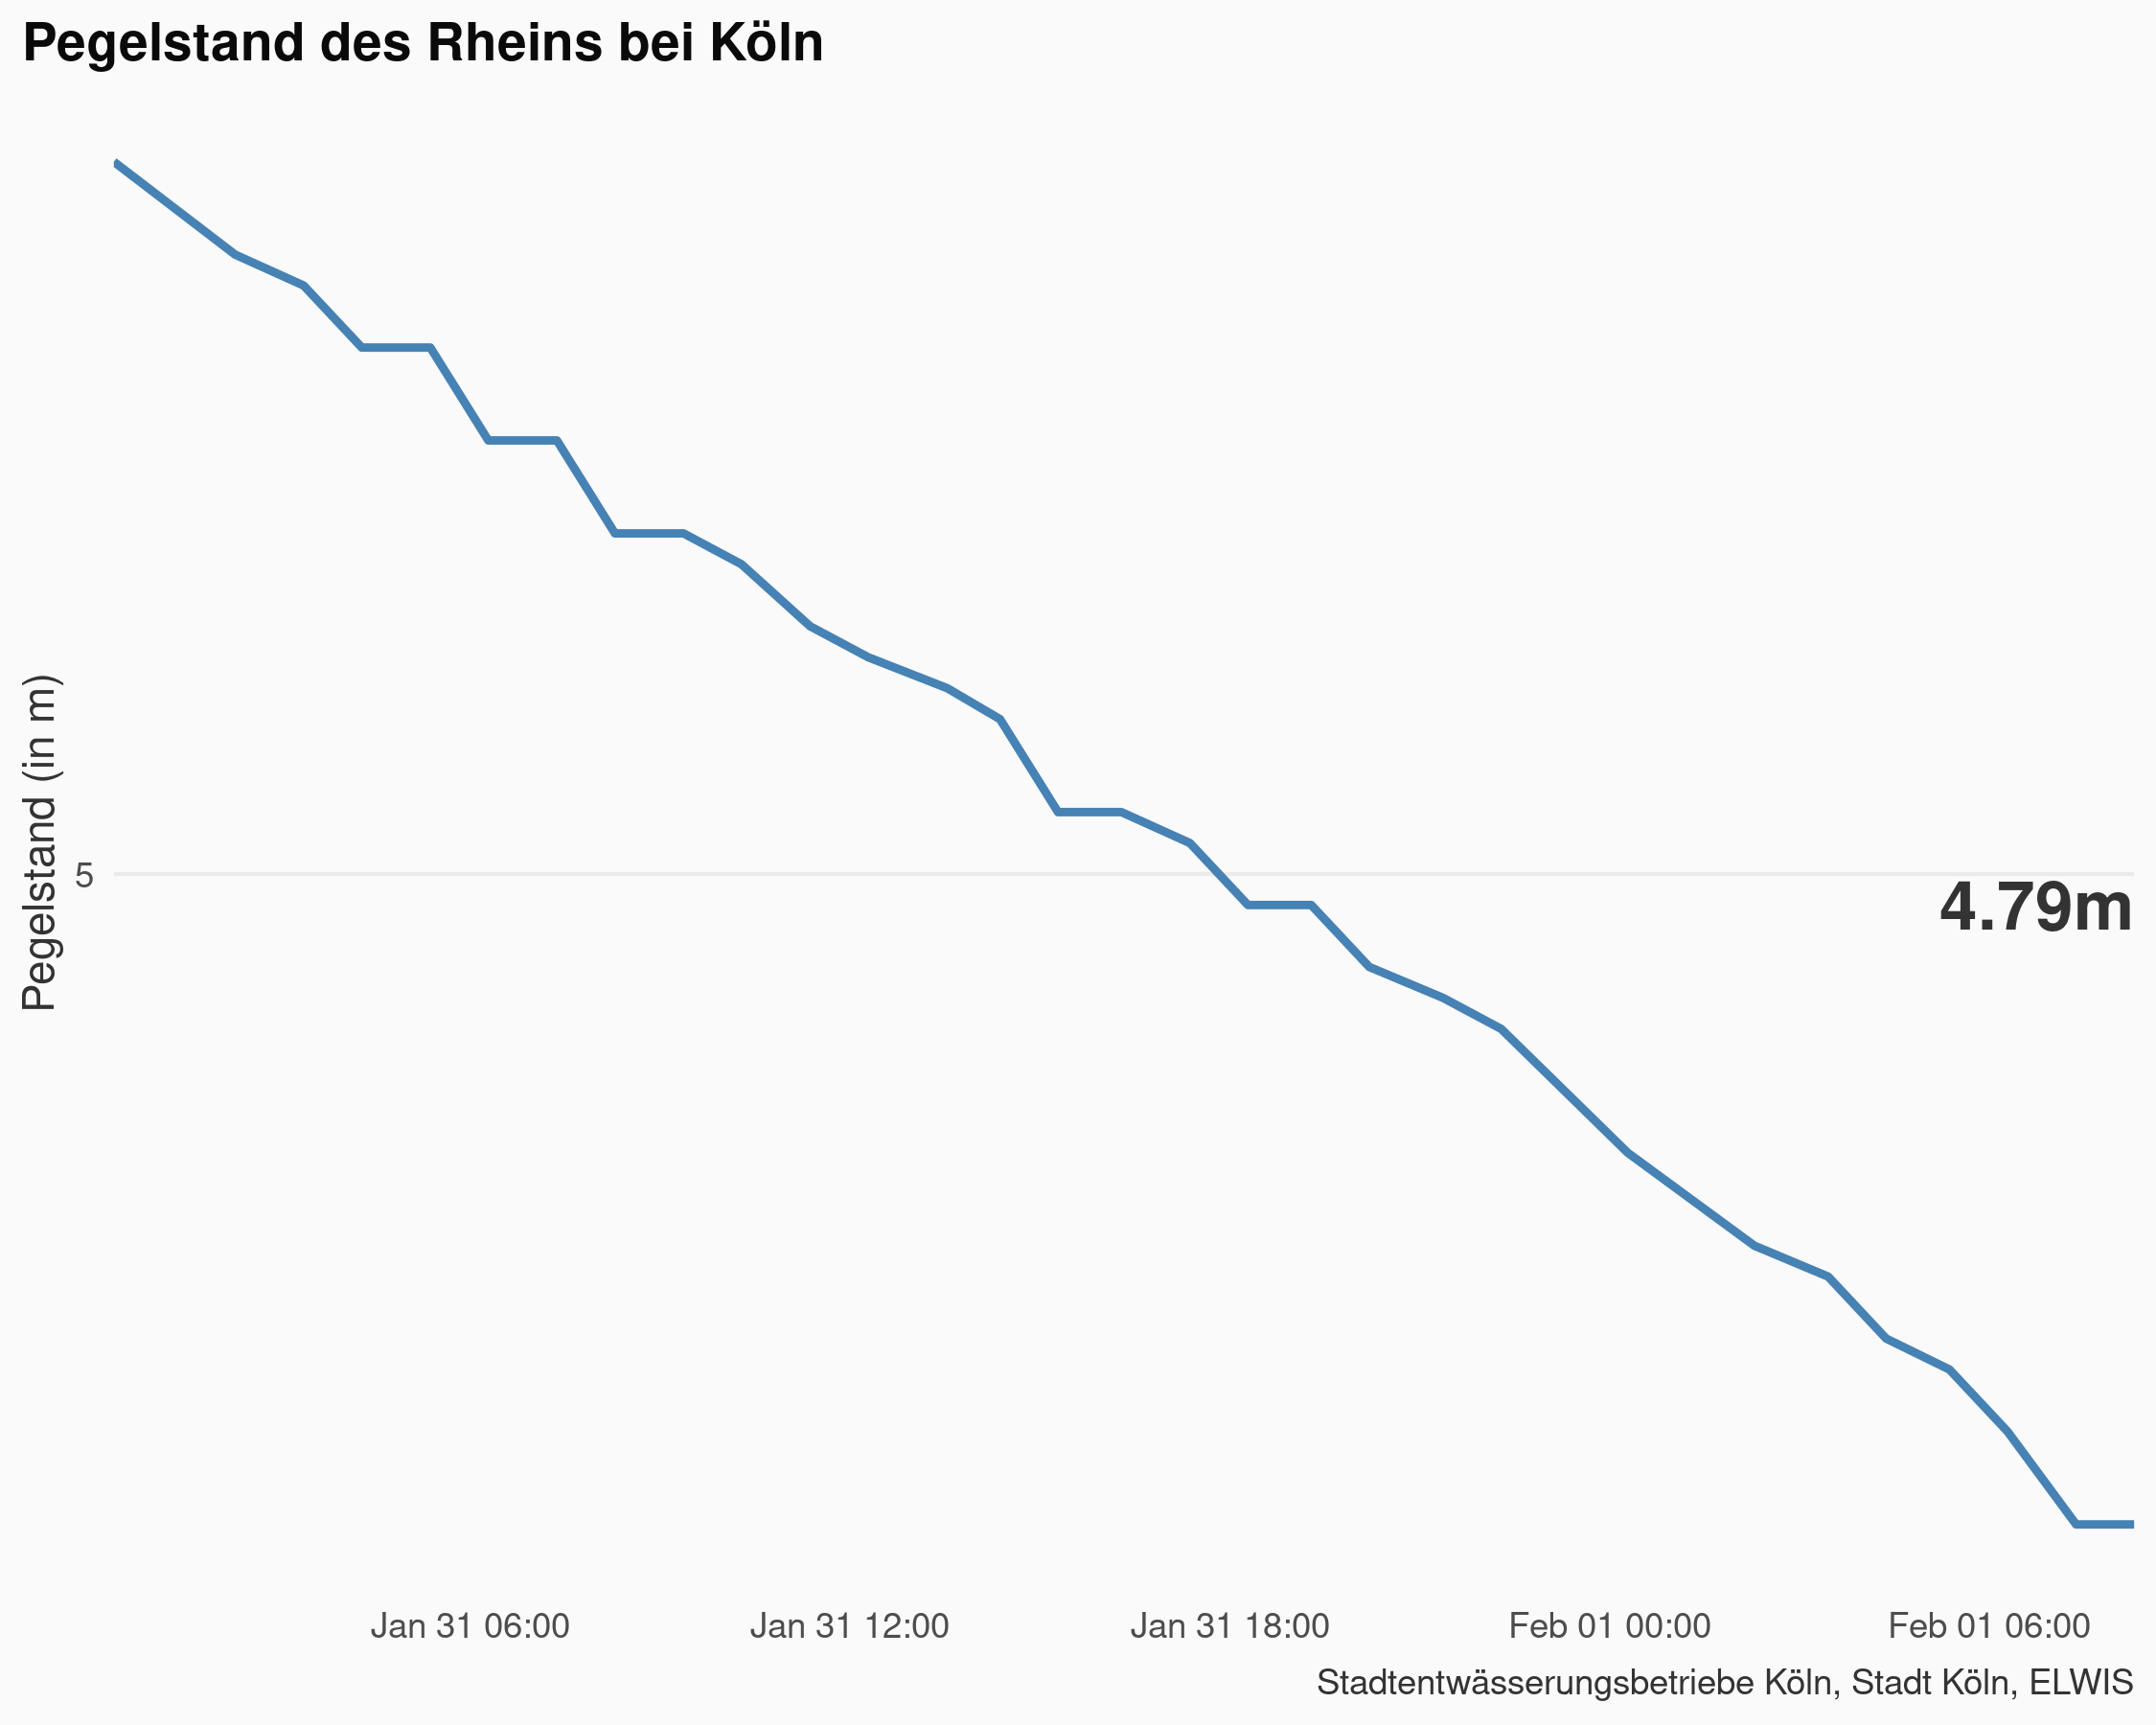 Pegelstand des Rheins bei Köln
Pegelstand (in m)
5
4.79m
Jan 31 06:00
Jan 31 12:00
Jan 31 18:00
Feb 01 00:00
Feb 01 06:00
Stadtentwässerungsbetriebe Köln, Stadt Köln, ELWIS